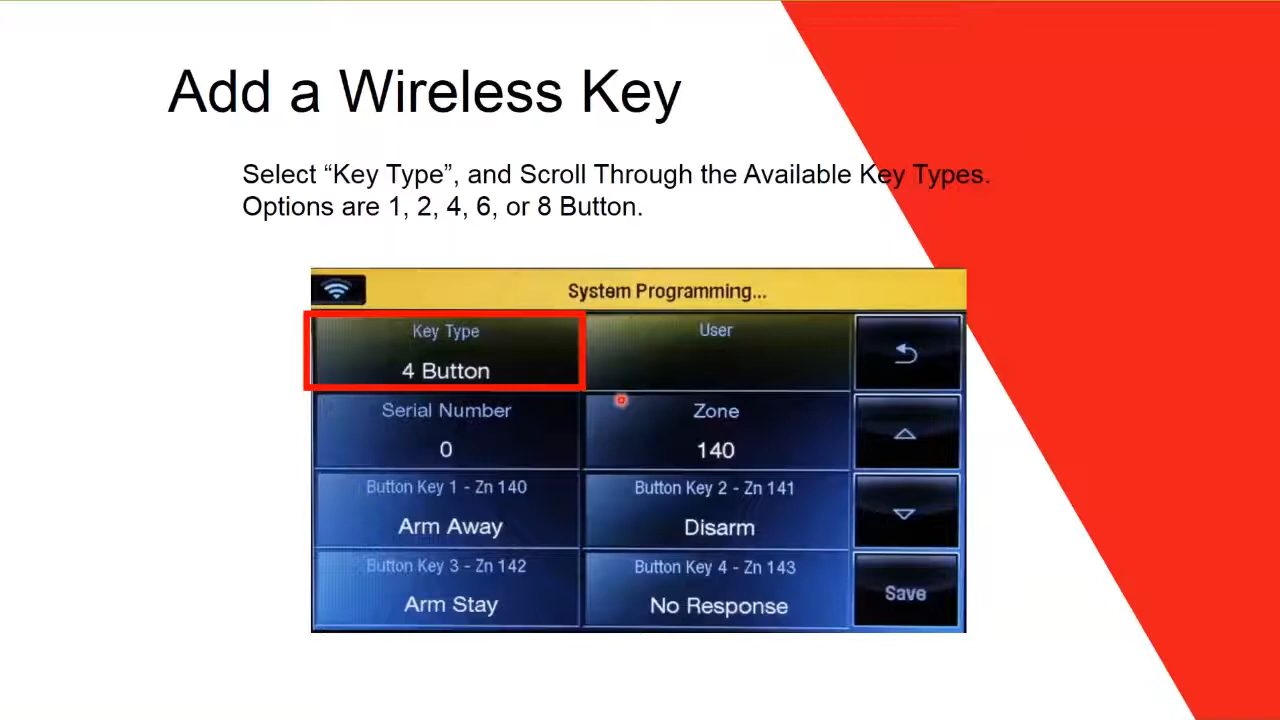 Add a Wireless Key
Select “Key Type”, and Scroll Through the Available Key Types.
Options are 1, 2, 4, 6, or 8 Button.
System Programming...
Key Type
4 Button
User
Serial Number
0
Zone
140
Button Key 1 - Zn 140
Arm Away
Button Key 2 - Zn 141
Disarm
Button Key 3 - Zn 142
Arm Stay
Button Key 4 - Zn 143
No Response
Save